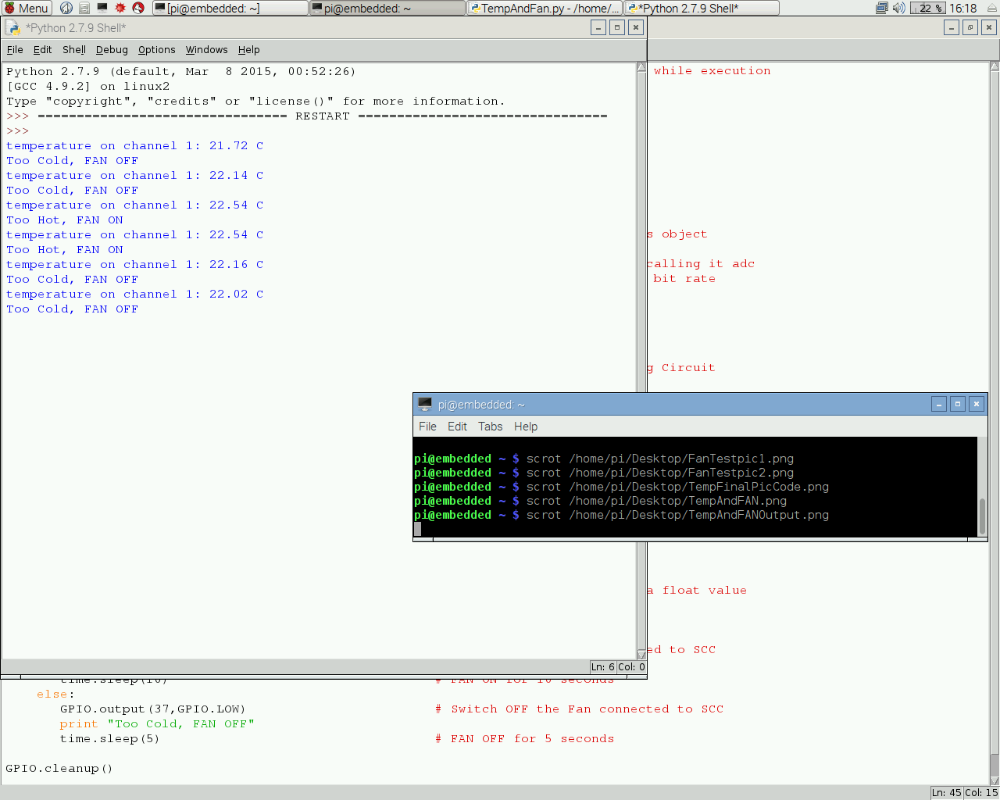 Menu
[pi@embedded: ~]
pi@embedded: ~
TempAndFan.py - /home/...
*Python 2.7.9 Shell*
22 %
16:18
*Python 2.7.9 Shell*
File Edit Shell Debug Options Windows Help
Python 2.7.9 (default, Mar  8 2015, 00:52:26)
[GCC 4.9.2] on linux2
Type "copyright", "credits" or "license()" for more information.
>>> ================================ RESTART ================================
>>>
temperature on channel 1: 21.72 C
Too Cold, FAN OFF
temperature on channel 1: 22.14 C
Too Cold, FAN OFF
temperature on channel 1: 22.54 C
Too Hot, FAN ON
temperature on channel 1: 22.54 C
Too Hot, FAN ON
temperature on channel 1: 22.16 C
Too Cold, FAN OFF
temperature on channel 1: 22.02 C
Too Cold, FAN OFF
Ln: 6 Col: 0
while execution
s object
calling it adc
bit rate
g Circuit
pi@embedded: ~
File Edit Tabs Help
pi@embedded ~ $ scrot /home/pi/Desktop/FanTestpic1.png
pi@embedded ~ $ scrot /home/pi/Desktop/FanTestpic2.png
pi@embedded ~ $ scrot /home/pi/Desktop/TempFinalPicCode.png
pi@embedded ~ $ scrot /home/pi/Desktop/TempAndFAN.png
pi@embedded ~ $ scrot /home/pi/Desktop/TempAndFANOutput.png
a float value
ed to SCC
time.sleep(10) # FAN ON for 10 seconds
else:
GPIO.output(37,GPIO.LOW) # Switch OFF the Fan connected to SCC
print "Too Cold, FAN OFF"
time.sleep(5) # FAN OFF for 5 seconds
GPIO.cleanup()
Ln: 45 Col: 15